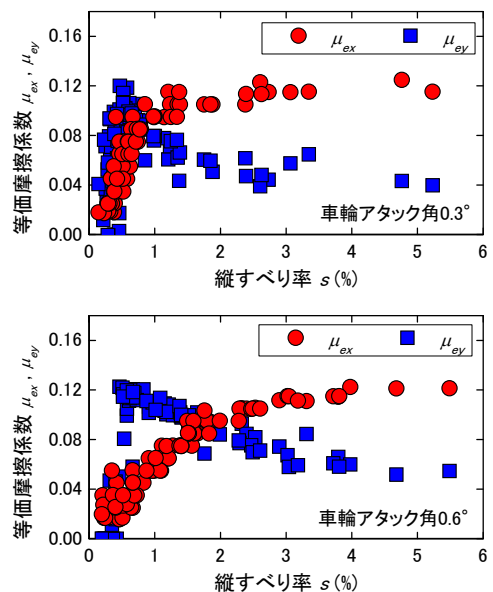 μex μey
0.16
0.12
0.08
0.04
0.00
等価摩擦係数 μex , μey
車輪アタック角0.3°
0 1 2 3 4 5 6
縦すべり率 s (%)
μex μey
0.16
0.12
0.08
0.04
0.00
等価摩擦係数 μex , μey
車輪アタック角0.6°
0 1 2 3 4 5 6
縦すべり率 s (%)